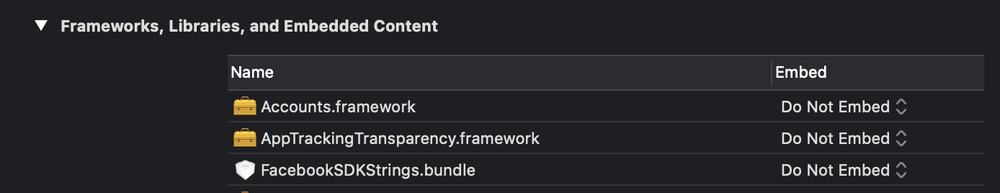 Frameworks, Libraries, and Embedded Content
Name Embed
Accounts.framework Do Not Embed
AppTrackingTransparency.framework Do Not Embed
FacebookSDKStrings.bundle Do Not Embed